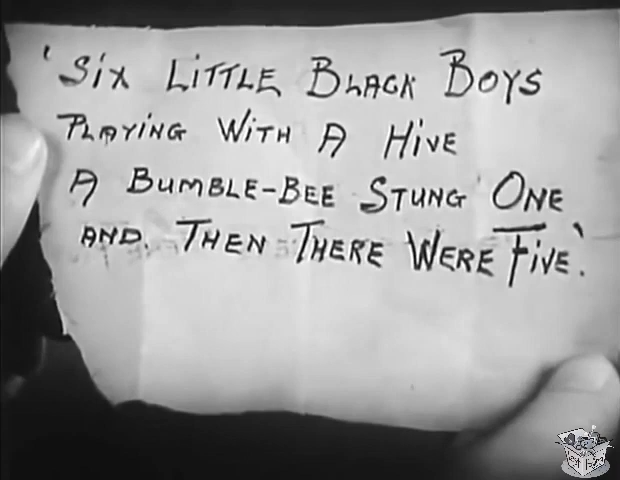 'Six Little Black Boys
Playing With A Hive
A Bumble-Bee Stung One
and. Then There Were Five.'